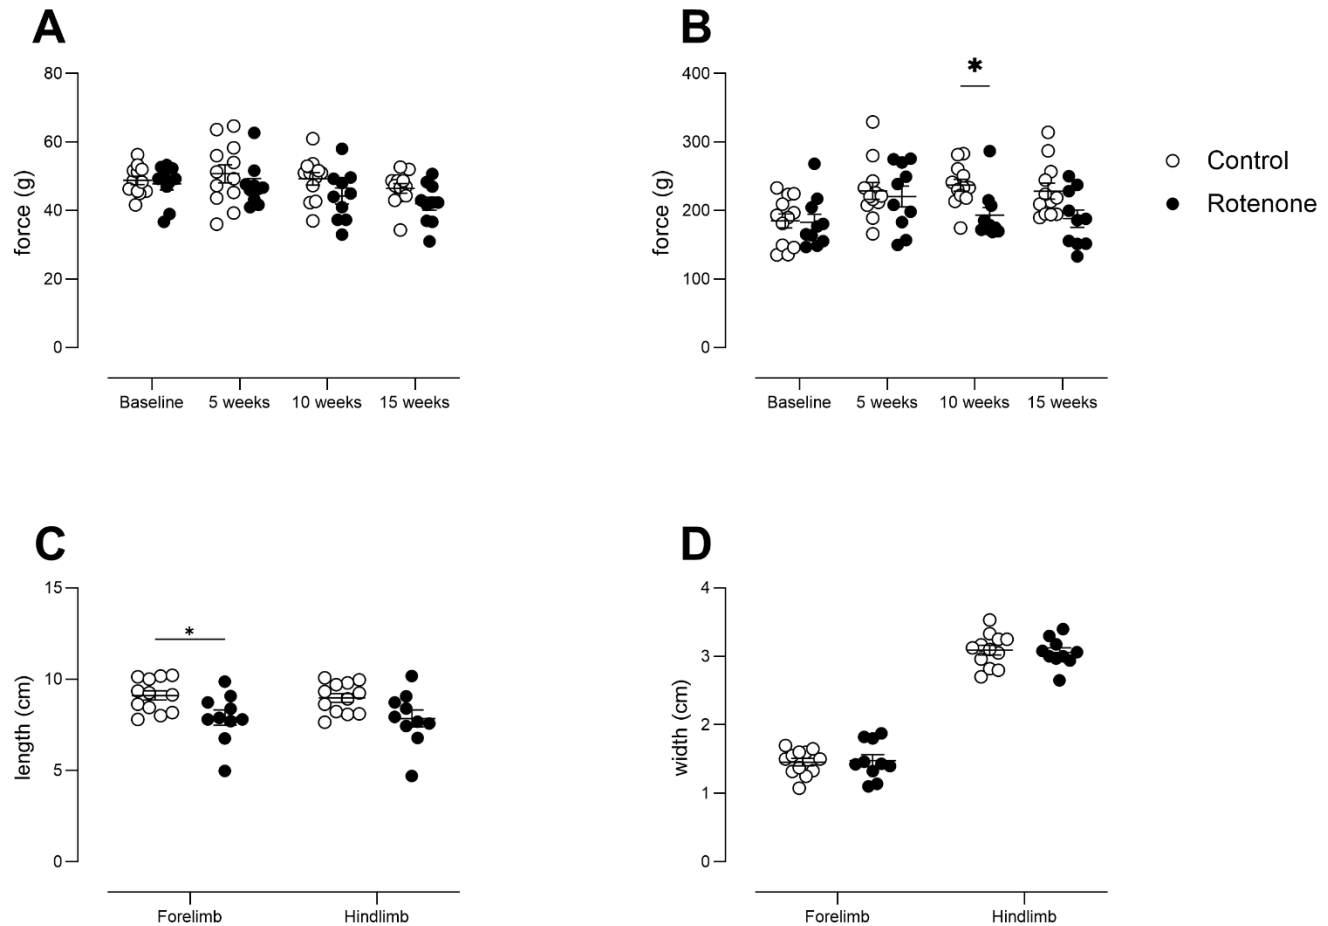 A
force (g)
80
60
40
20
0
Baseline 5 weeks 10 weeks 15 weeks
B
force (g)
400
300
200
100
0
*
Baseline 5 weeks 10 weeks 15 weeks
Control
Rotenone
C
length (cm)
15
10
5
0
*
Forelimb Hindlimb
D
width (cm)
4
3
2
1
0
Forelimb Hindlimb